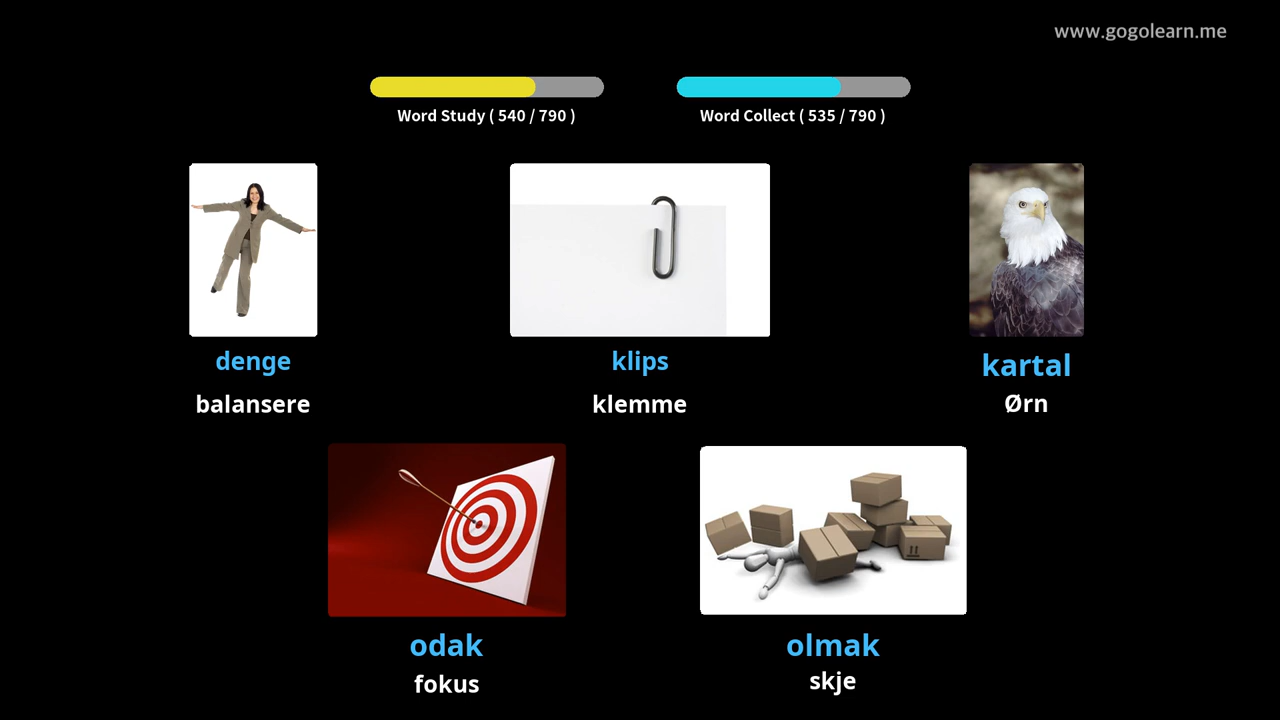 www.gogolearn.me
Word Study ( 540 / 790 )
Word Collect ( 535 / 790 )
denge
balansere
klips
klemme
kartal
Ørn
odak
fokus
olmak
skje